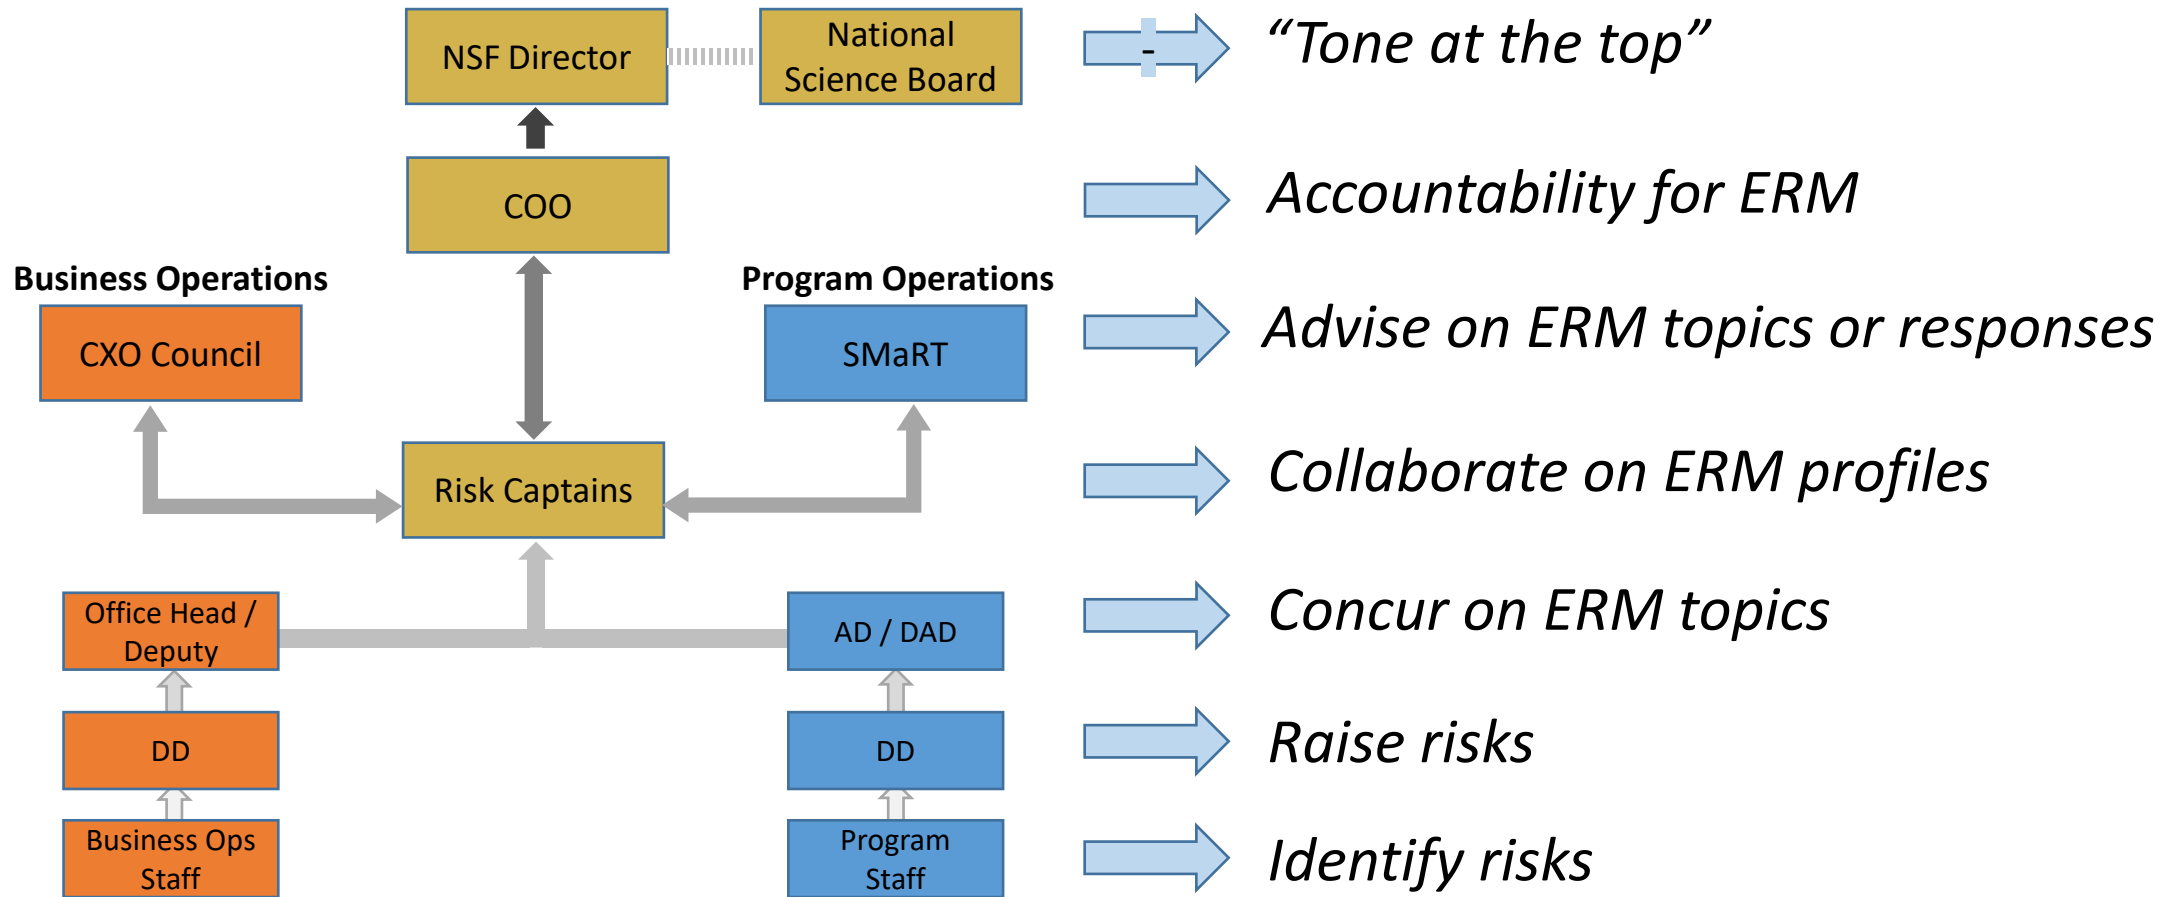 NSF Director
National
Science Board
-
“Tone at the top”
COO
Accountability for ERM
Business Operations
Program Operations
CXO Council
SMaRT
Advise on ERM topics or responses
Risk Captains
Collaborate on ERM profiles
Office Head /
Deputy
AD / DAD
Concur on ERM topics
DD
DD
Raise risks
Business Ops
Staff
Program
Staff
Identify risks